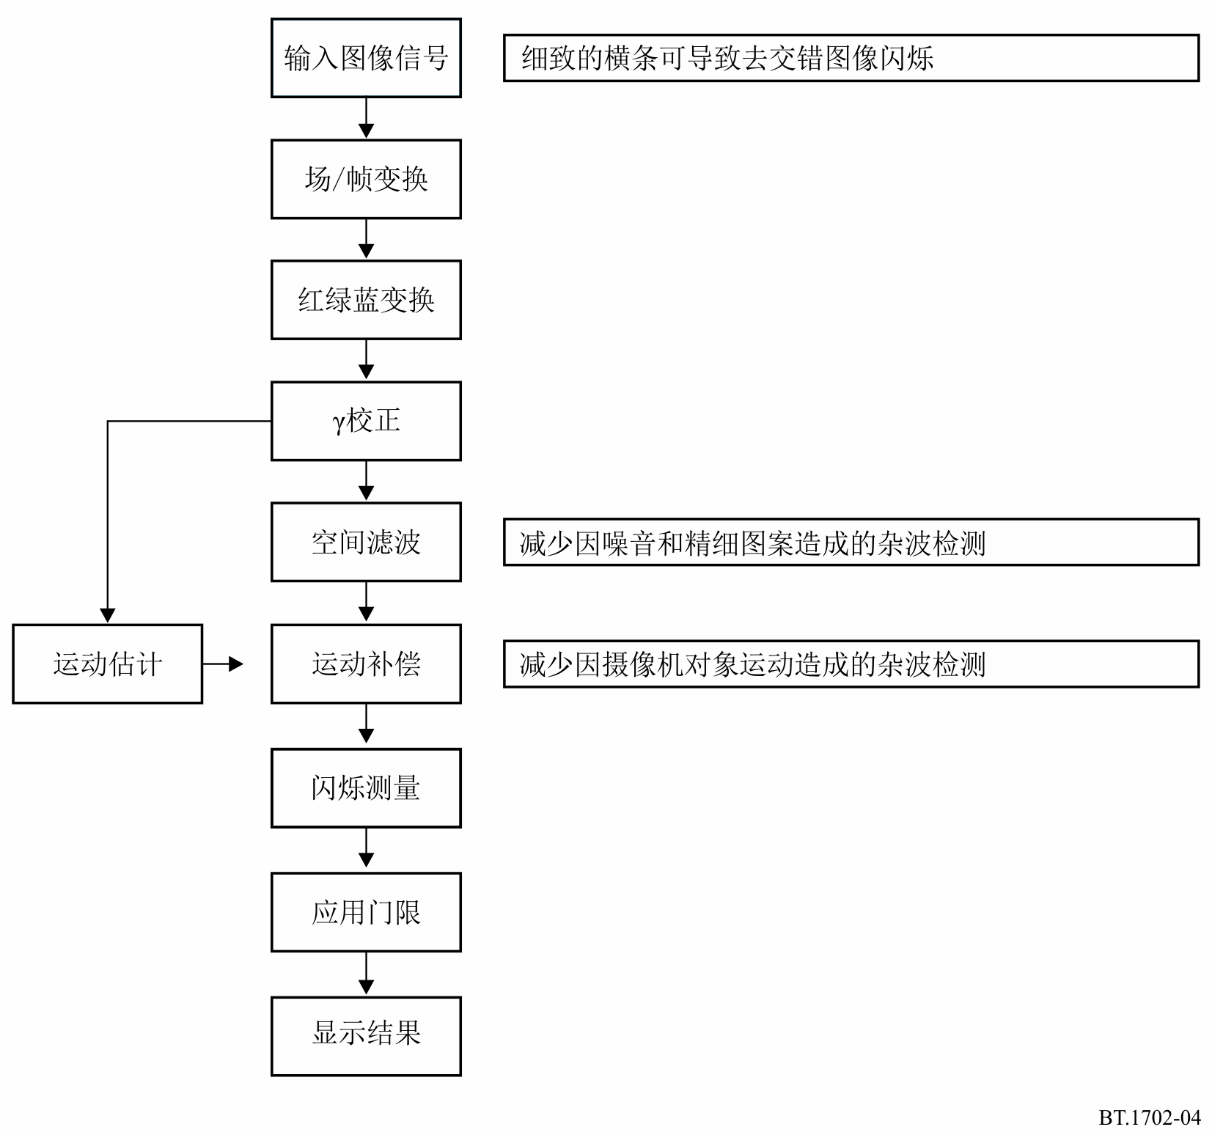 输入图像信号
细致的横条可导致去交错图像闪烁
场/帧变换
红绿蓝变换
γ校正
空间滤波
减少因噪音和精细图案造成的杂波检测
运动估计
运动补偿
减少因摄像机对象运动造成的杂波检测
闪烁测量
应用门限
显示结果
BT.1702-04